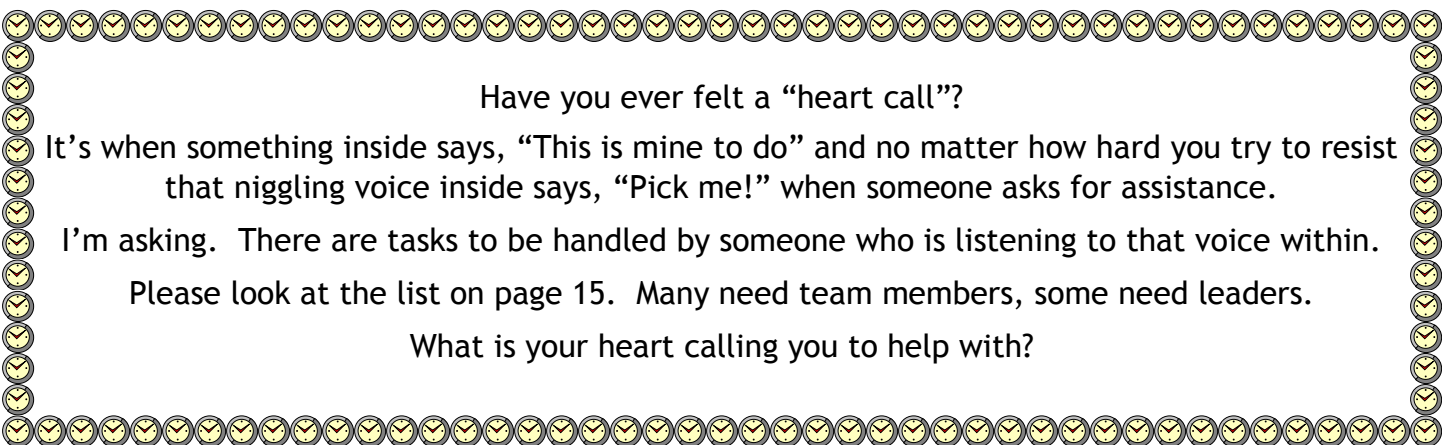 Have you ever felt a “heart call”?
It’s when something inside says, “This is mine to do” and no matter how hard you try to resist
that niggling voice inside says, “Pick me!” when someone asks for assistance.
I’m asking.  There are tasks to be handled by someone who is listening to that voice within.
Please look at the list on page 15.  Many need team members, some need leaders.
What is your heart calling you to help with?